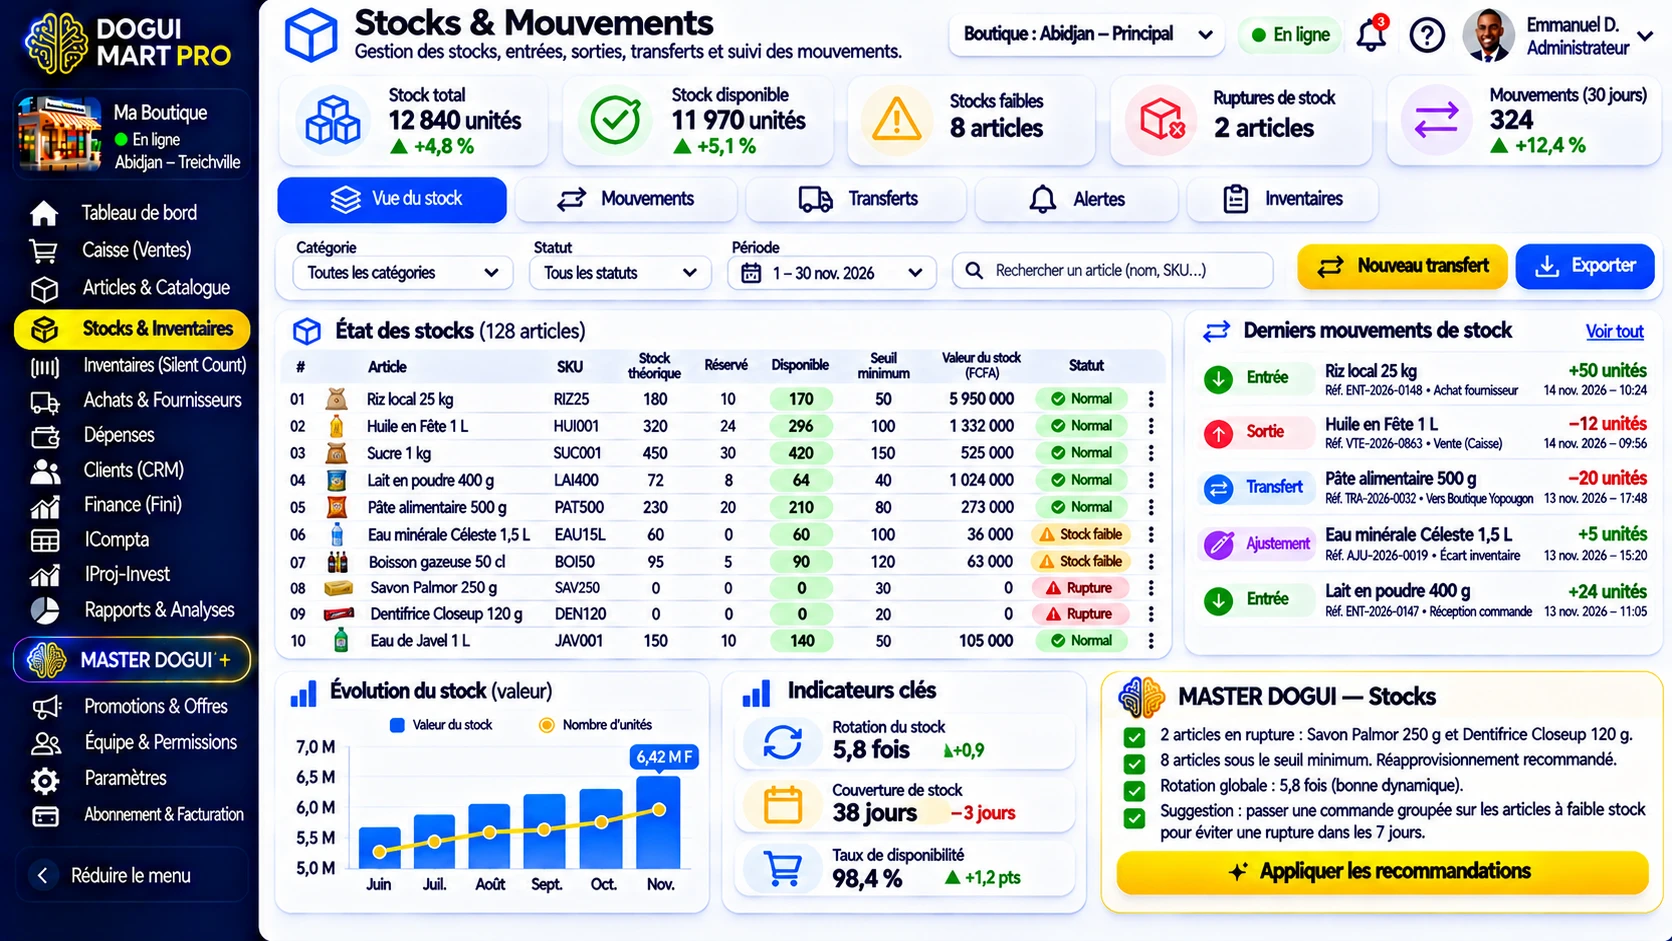 DOGUI
MART PRO
Ma Boutique
En ligne
Abidjan – Treichville
Tableau de bord
Caisse (Ventes)
Articles & Catalogue
Stocks & Inventaires
Inventaires (Silent Count)
Achats & Fournisseurs
Dépenses
Clients (CRM)
Finance (Fini)
ICompta
IProj-Invest
Rapports & Analyses
MASTER DOGUI +
Promotions & Offres
Équipe & Permissions
Paramètres
Abonnement & Facturation
Réduire le menu
Stocks & Mouvements
Gestion des stocks, entrées, sorties, transferts et suivi des mouvements.
Boutique : Abidjan – Principal
En ligne
3
Emmanuel D.
Administrateur
Stock total
12 840 unités
▲ +4,8 %
Stock disponible
11 970 unités
▲ +5,1 %
Stocks faibles
8 articles
Ruptures de stock
2 articles
Mouvements (30 jours)
324
▲ +12,4 %
Vue du stock
Mouvements
Transferts
Alertes
Inventaires
Catégorie
Toutes les catégories
Statut
Tous les statuts
Période
1 – 30 nov. 2026
Rechercher un article (nom, SKU...)
Nouveau transfert
Exporter
État des stocks (128 articles)
# Article SKU Stock théorique Réservé Disponible Seuil minimum Valeur du stock (FCFA) Statut
01 Riz local 25 kg RIZ25 180 10 170 50 5 950 000 Normal
02 Huile en Fête 1 L HUI001 320 24 296 100 1 332 000 Normal
03 Sucre 1 kg SUC001 450 30 420 150 525 000 Normal
04 Lait en poudre 400 g LAI400 72 8 64 40 1 024 000 Normal
05 Pâte alimentaire 500 g PAT500 230 20 210 80 273 000 Normal
06 Eau minérale Céleste 1,5 L EAU15L 60 0 60 100 36 000 Stock faible
07 Boisson gazeuse 50 cl BOI50 95 5 90 120 63 000 Stock faible
08 Savon Palmor 250 g SAV250 0 0 0 30 0 Rupture
09 Dentifrice Closeup 120 g DEN120 0 0 0 20 0 Rupture
10 Eau de Javel 1 L JAV001 150 10 140 50 105 000 Normal
Derniers mouvements de stock
Voir tout
Entrée Riz local 25 kg +50 unités
Réf. ENT-2026-0148 • Achat fournisseur 14 nov. 2026 – 10:24
Sortie Huile en Fête 1 L −12 unités
Réf. VTE-2026-0863 • Vente (Caisse) 14 nov. 2026 – 09:56
Transfert Pâte alimentaire 500 g −20 unités
Réf. TRA-2026-0032 • Vers Boutique Yopougon 13 nov. 2026 – 17:48
Ajustement Eau minérale Céleste 1,5 L +5 unités
Réf. AJU-2026-0019 • Écart inventaire 13 nov. 2026 – 15:20
Entrée Lait en poudre 400 g +24 unités
Réf. ENT-2026-0147 • Réception commande 13 nov. 2026 – 11:05
Évolution du stock (valeur)
Valeur du stock
Nombre d'unités
7,0 M
6,5 M
6,0 M
5,5 M
5,0 M
6,42 M F
Juin Juil. Août Sept. Oct. Nov.
Indicateurs clés
Rotation du stock
5,8 fois
▲+0,9
Couverture de stock
38 jours
−3 jours
Taux de disponibilité
98,4 %
▲ +1,2 pts
MASTER DOGUI — Stocks
2 articles en rupture : Savon Palmor 250 g et Dentifrice Closeup 120 g.
8 articles sous le seuil minimum. Réapprovisionnement recommandé.
Rotation globale : 5,8 fois (bonne dynamique).
Suggestion : passer une commande groupée sur les articles à faible stock
pour éviter une rupture dans les 7 jours.
Appliquer les recommandations